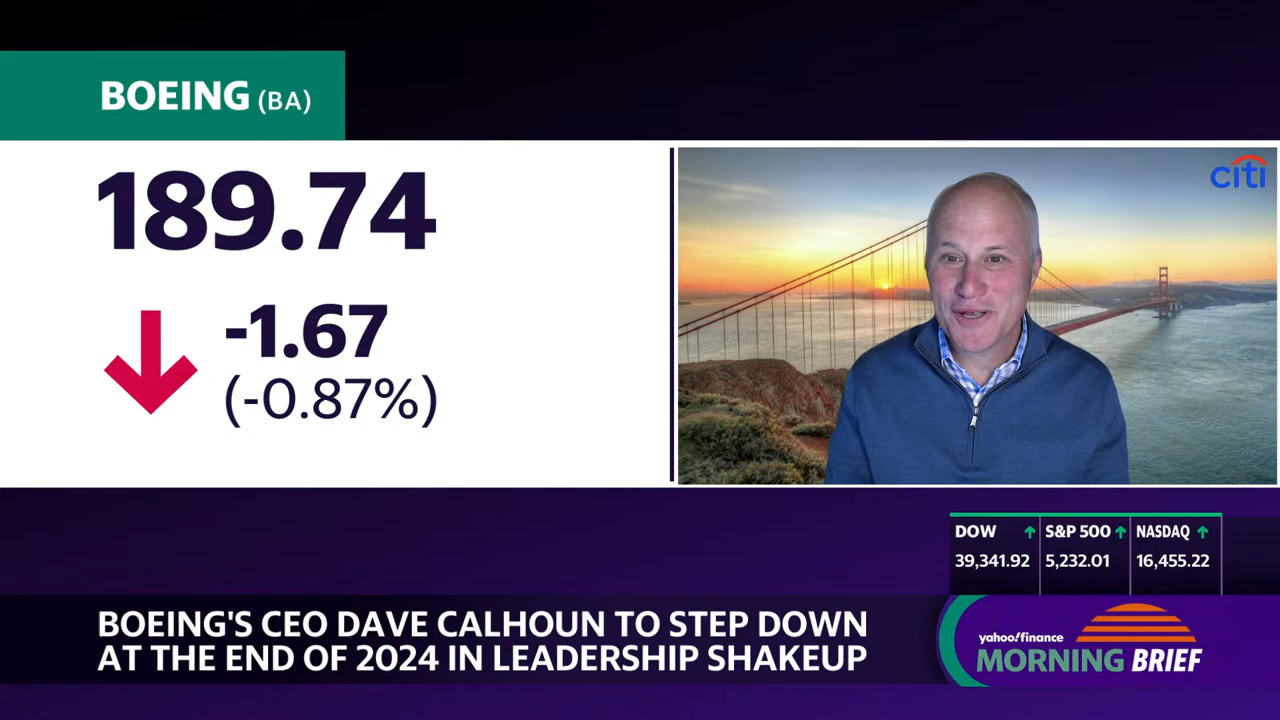 BOEING (BA)
189.74
-1.67
(-0.87%)
citi
DOW
39,341.92
S&P 500
5,232.01
NASDAQ
16,455.22
BOEING'S CEO DAVE CALHOUN TO STEP DOWN
AT THE END OF 2024 IN LEADERSHIP SHAKEUP
yahoo!finance
MORNING BRIEF